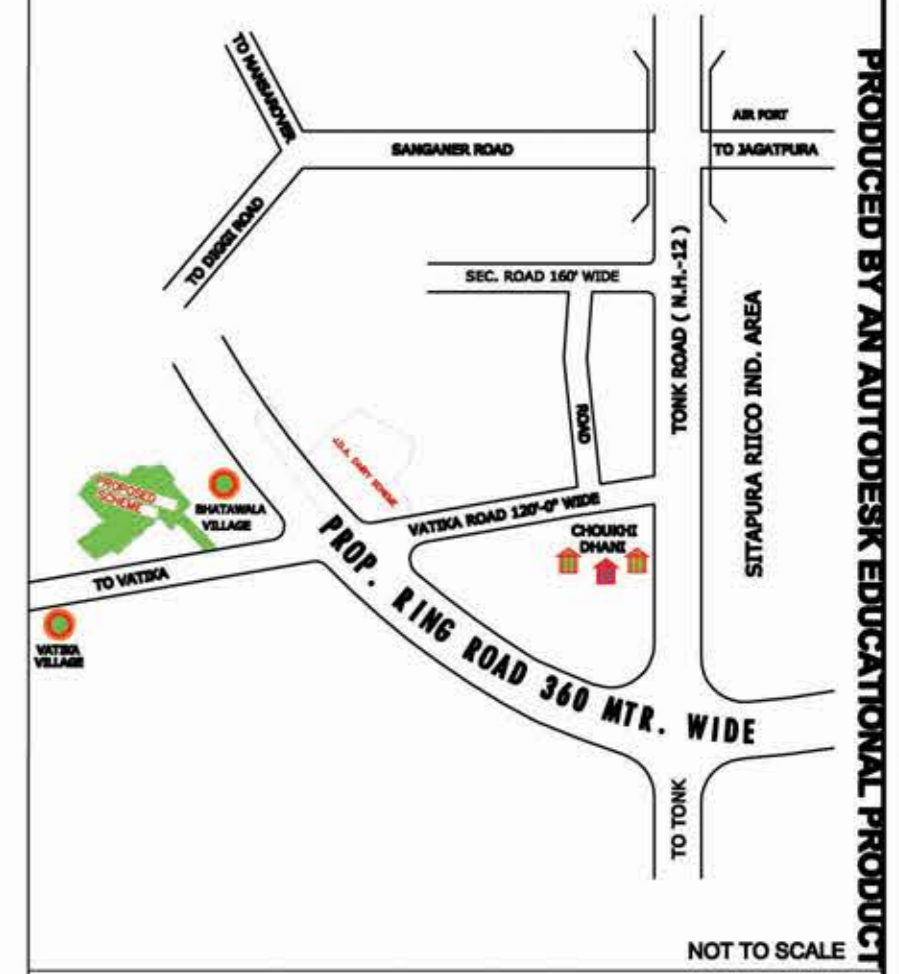 TO MANSAROVER
AIR PORT
SANGANER ROAD
TO JAGATPURA
TO DIGGI ROAD
SEC. ROAD 160' WIDE
TONK ROAD ( N.H.-12 )
SITAPURA RIICO IND. AREA
ROAD
J.D.A. DAIRY SCHEME
PROPOSED
SCHEME
BHATAWALA
VILLAGE
VATIKA ROAD 120'-0" WIDE
CHOUKHI
DHANI
TO VATIKA
VATIKA
VILLAGE
PROP. RING ROAD 360 MTR. WIDE
TO TONK
NOT TO SCALE
PRODUCED BY AN AUTODESK EDUCATIONAL PRODUCT